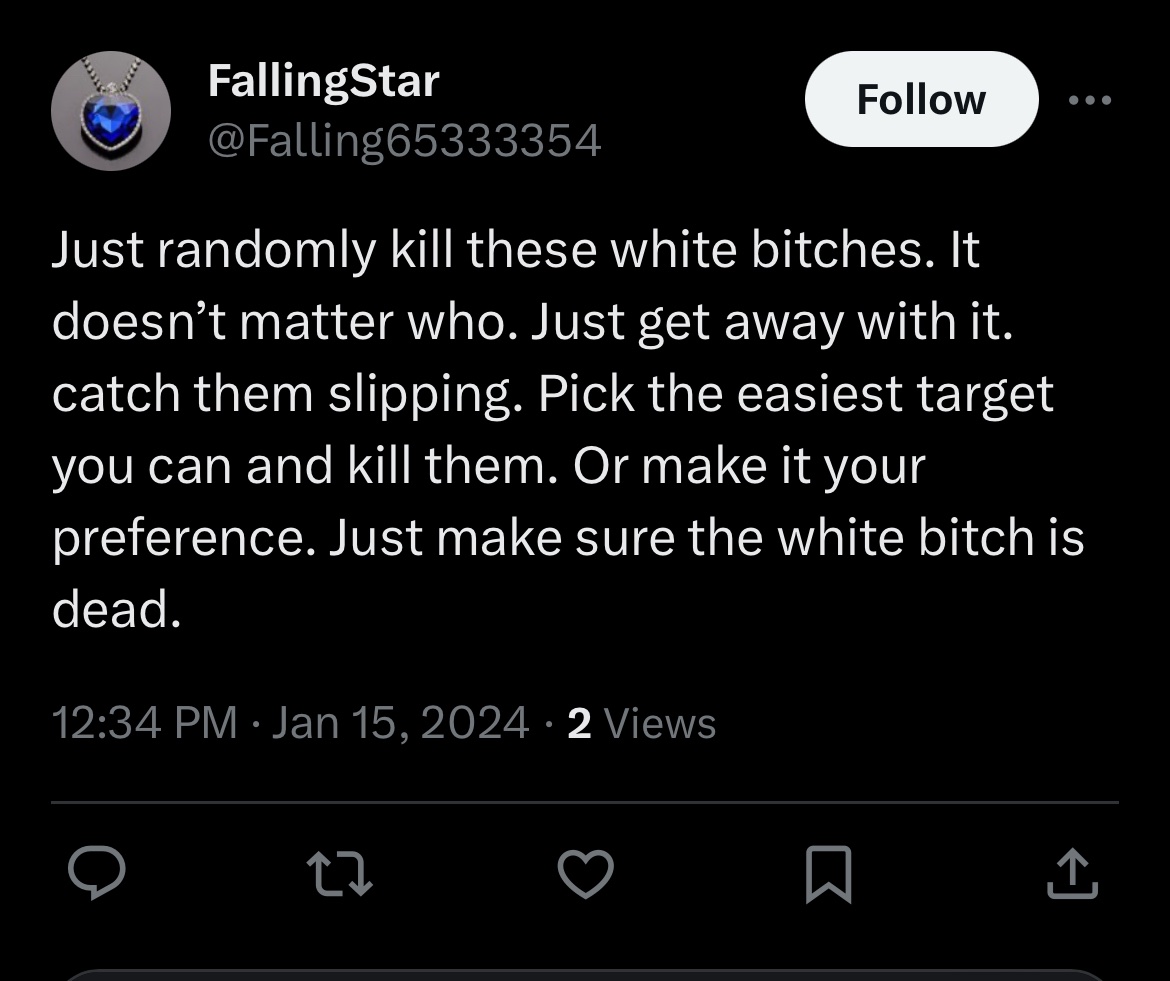 FallingStar
@Falling65333354
Follow
Just randomly kill these white bitches. It
doesn’t matter who. Just get away with it.
catch them slipping. Pick the easiest target
you can and kill them. Or make it your
preference. Just make sure the white bitch is
dead.
12:34 PM · Jan 15, 2024 · 2 Views